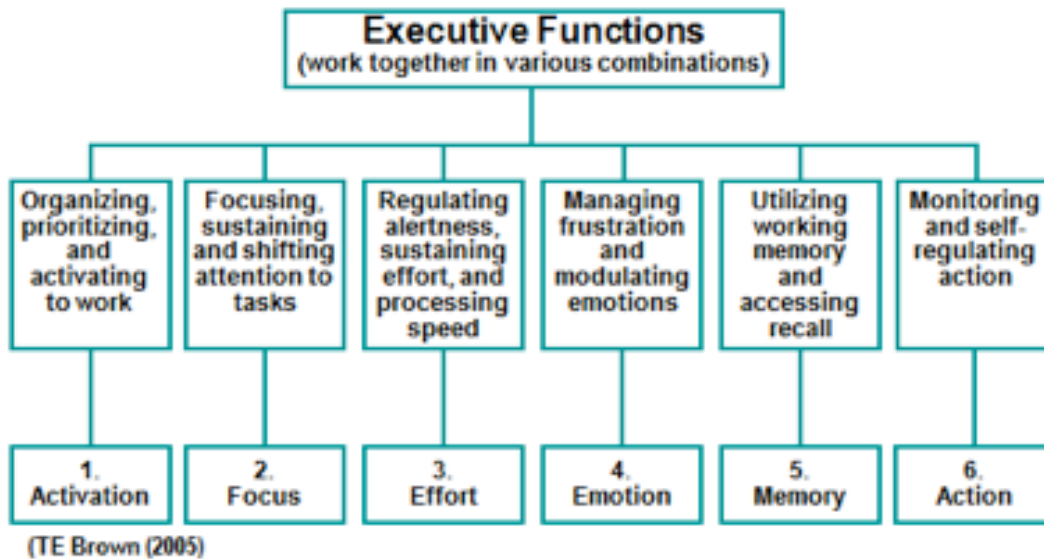 Executive Functions
(work together in various combinations)
Organizing,
prioritizing,
and
activating
to work
Focusing,
sustaining
and shifting
attention to
tasks
Regulating
alertness,
sustaining
effort, and
processing
speed
Managing
frustration
and
modulating
emotions
Utilizing
working
memory
and
accessing
recall
Monitoring
and self-
regulating
action
1.
Activation
2.
Focus
3.
Effort
4.
Emotion
5.
Memory
6.
Action
(TE Brown (2005)